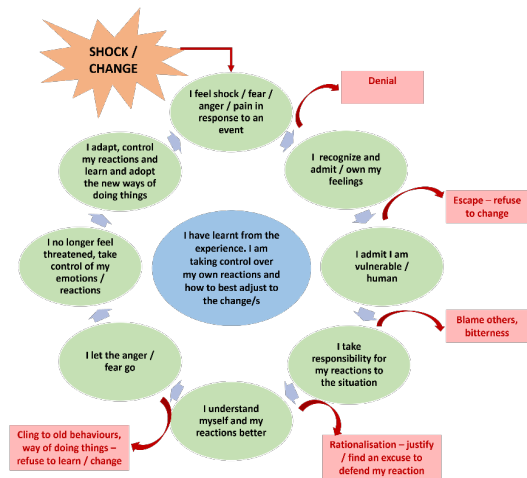 SHOCK /
CHANGE
I feel shock / fear /
anger / pain in
response to an
event
Denial
I  recognize and
admit / own my
feelings
Escape – refuse
to change
I admit I am
vulnerable /
human
Blame others,
bitterness
I take
responsibility for
my reactions to
the situation
Rationalisation – justify
/ find an excuse to
defend my reaction
I understand
myself and my
reactions better
Cling to old behaviours,
way of doing things –
refuse to learn / change
I let the anger /
fear go
I no longer feel
threatened, take
control of my
emotions /
reactions
I adapt, control
my reactions and
learn and adopt
the new ways of
doing things
I have learnt from the
experience. I am
taking control over
my own reactions and
how to best adjust to
the change/s